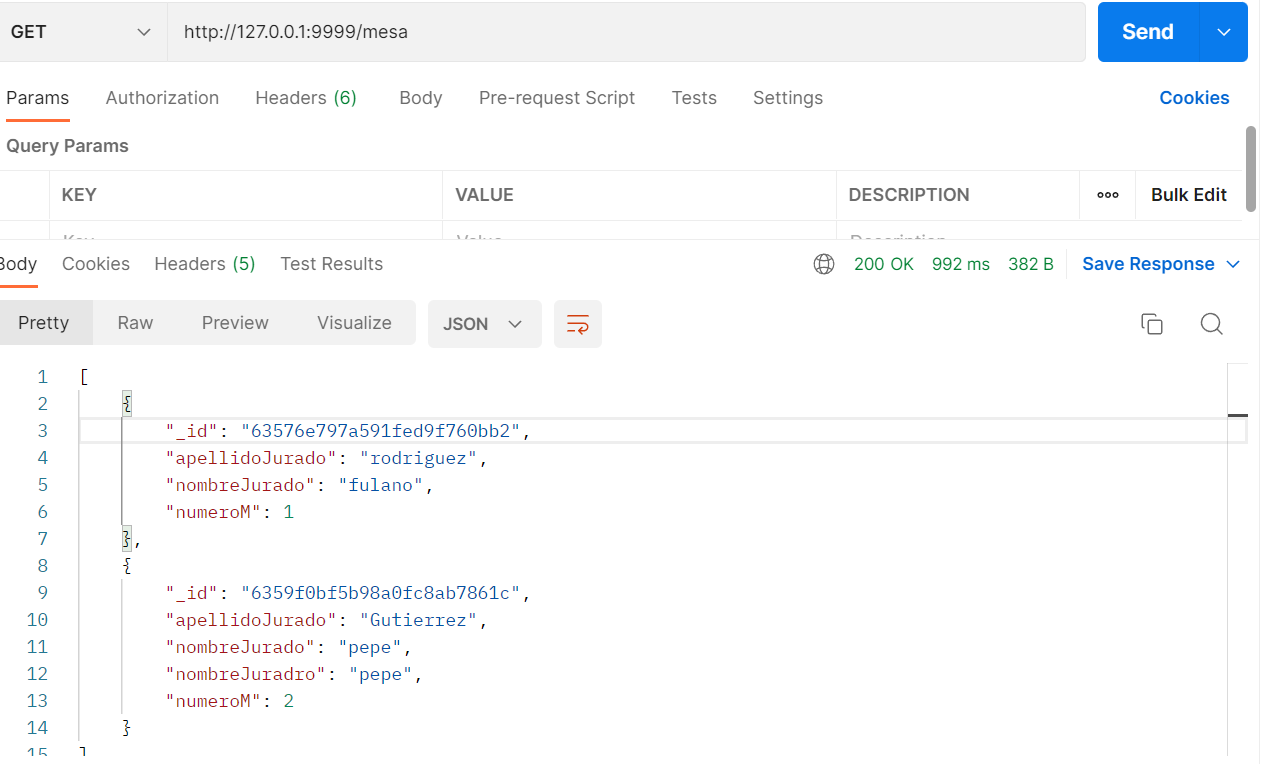 GET http://127.0.0.1:9999/mesa Send
Params Authorization Headers (6) Body Pre-request Script Tests Settings Cookies
Query Params
KEY VALUE DESCRIPTION ooo Bulk Edit
Key Value Description
Body Cookies Headers (5) Test Results 200 OK 992 ms 382 B Save Response
Pretty Raw Preview Visualize JSON
1 [
2 {
3 "_id": "63576e797a591fed9f760bb2",
4 "apellidoJurado": "rodriguez",
5 "nombreJurado": "fulano",
6 "numeroM": 1
7 },
8 {
9 "_id": "6359f0bf5b98a0fc8ab7861c",
10 "apellidoJurado": "Gutierrez",
11 "nombreJurado": "pepe",
12 "nombreJuradro": "pepe",
13 "numeroM": 2
14 }
15 ]